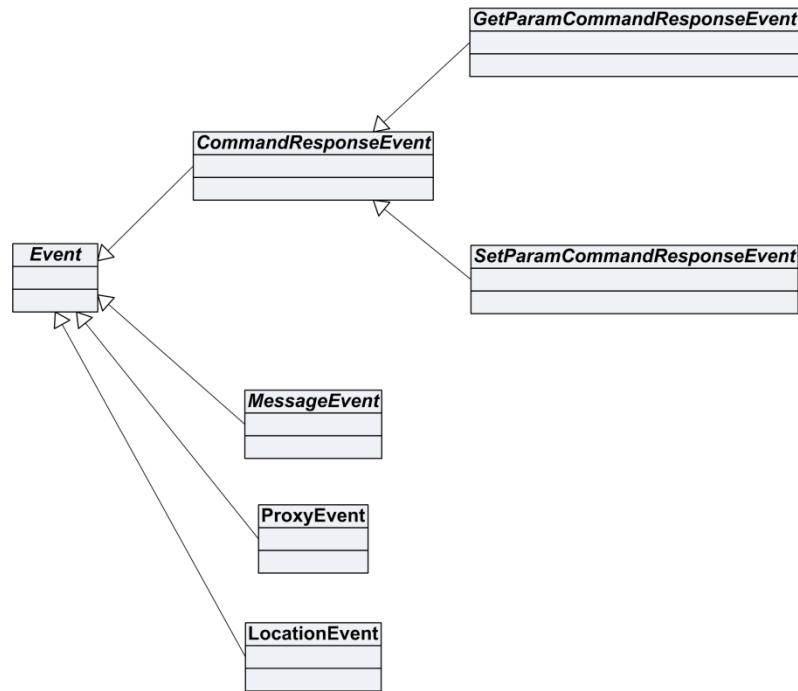 GetParamCommandResponseEvent
CommandResponseEvent
Event
SetParamCommandResponseEvent
MessageEvent
ProxyEvent
LocationEvent